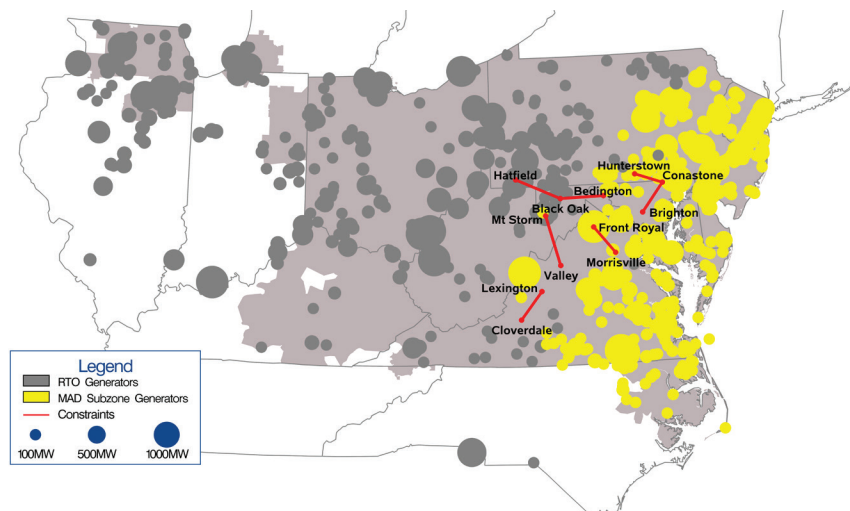 Hunterstown
Hatfield
Conastone
Bedington
Black Oak
Mt Storm
Brighton
Front Royal
Morrisville
Valley
Lexington
Cloverdale
Legend
RTO Generators
MAD Subzone Generators
Constraints
100MW 500MW 1000MW